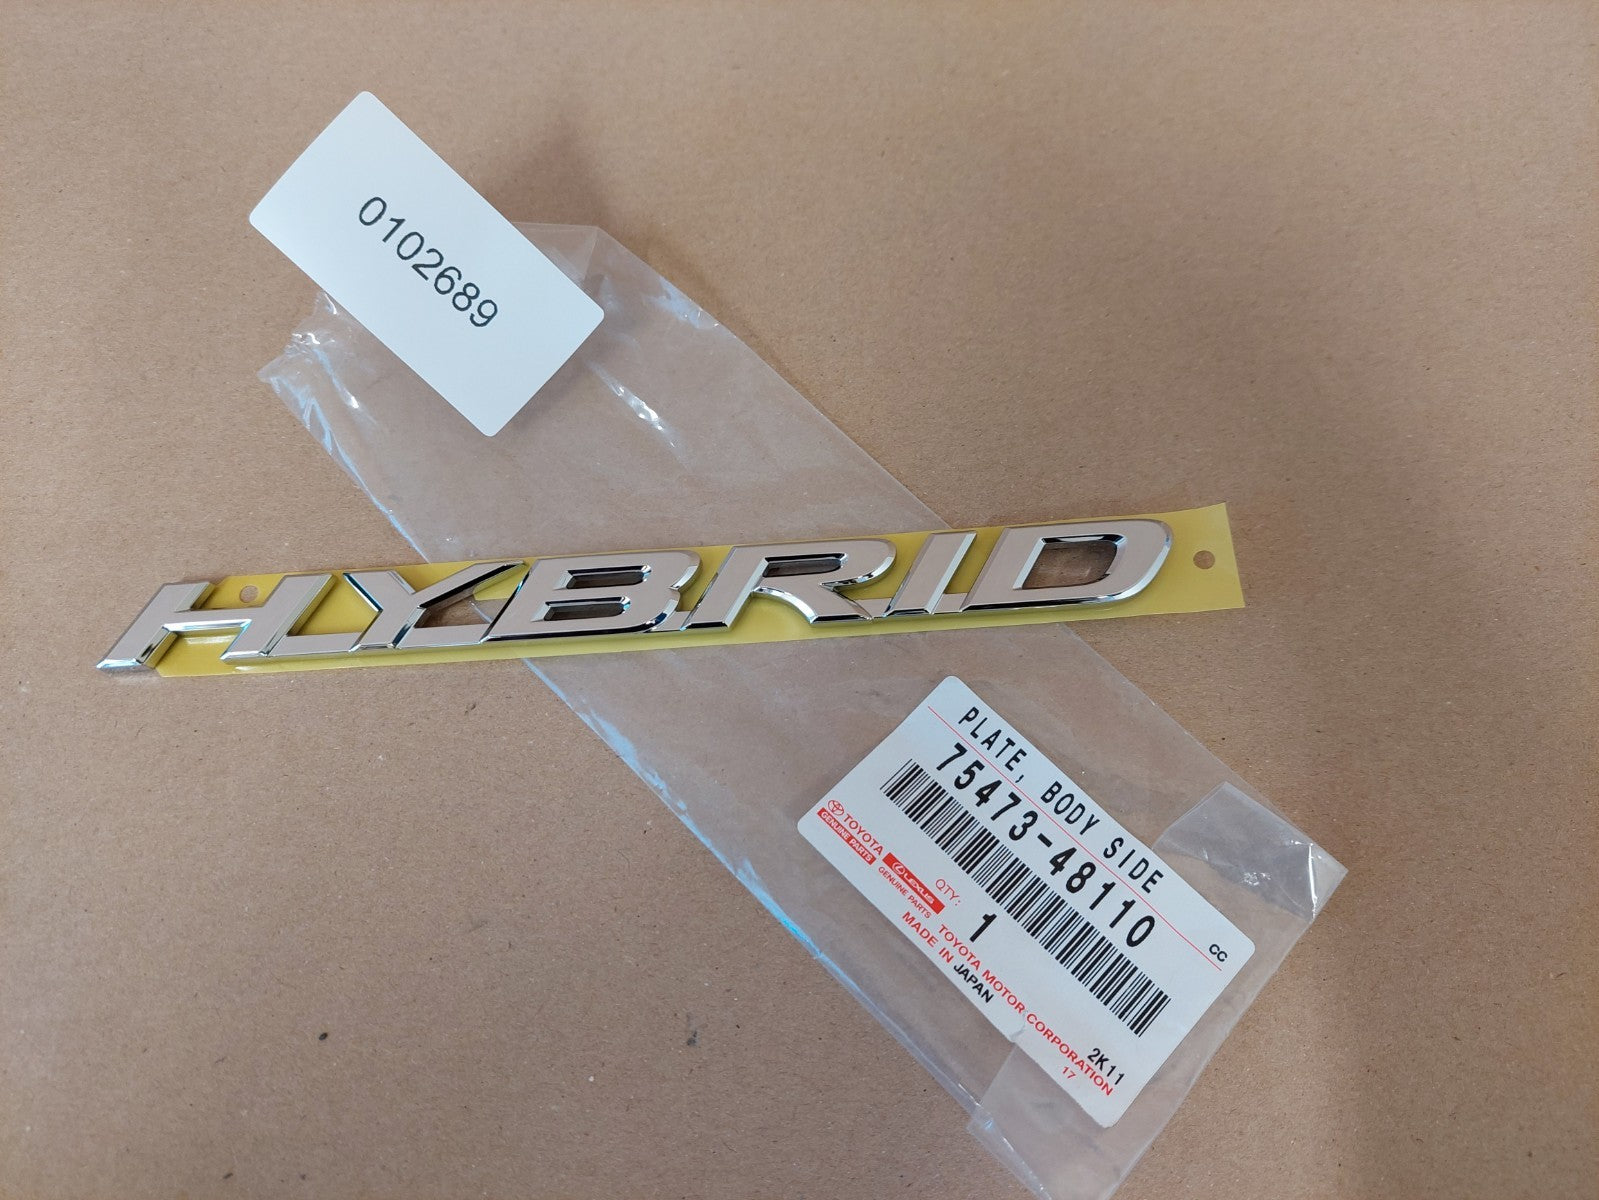 0102689
HYBRID
PLATE, BODY SIDE
75473-48110
CC
TOYOTA
GENUINE PARTS
LEXUS
GENUINE PARTS
QTY:
1
TOYOTA MOTOR CORPORATION
MADE IN JAPAN
2K11
17